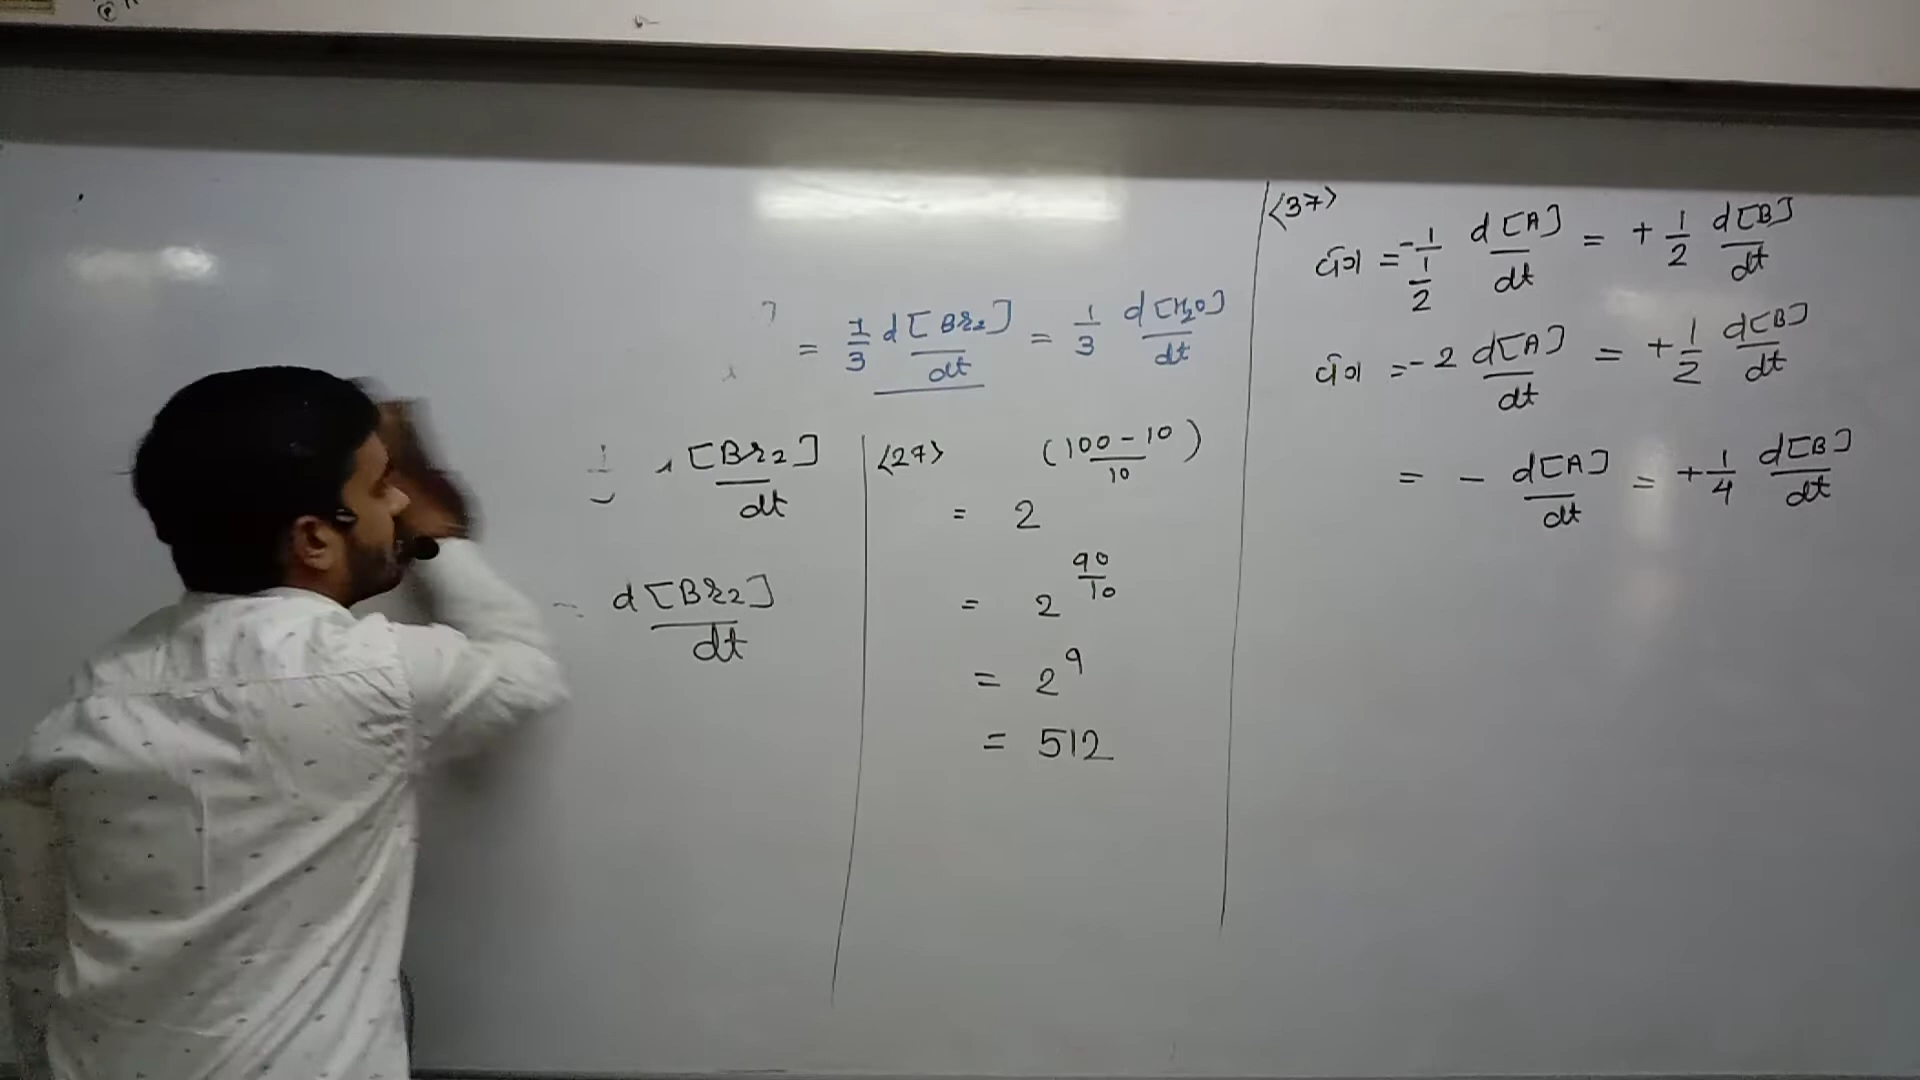 = 1/3 d[Br₂]/dt = 1/3 d[H₂O]/dt
[Br₂]/dt
d[Br₂]/dt
<27> (100-10)/10
= 2
= 2^(90/10)
= 2⁹
= 512
<37>
વેગ = -1/(1/2) d[A]/dt = +1/2 d[B]/dt
વેગ = -2 d[A]/dt = +1/2 d[B]/dt
= - d[A]/dt = +1/4 d[B]/dt